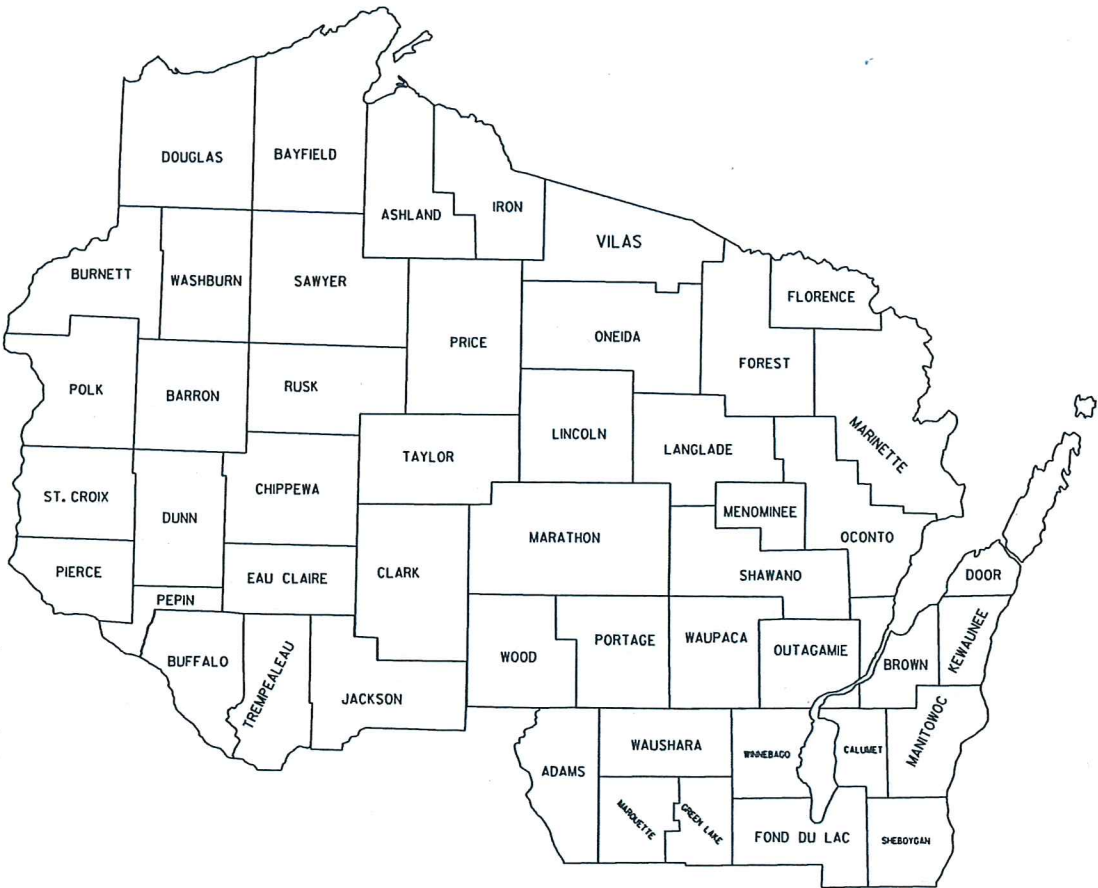 DOUGLAS
BAYFIELD
ASHLAND
IRON
VILAS
BURNETT
WASHBURN
SAWYER
FLORENCE
PRICE
ONEIDA
FOREST
POLK
BARRON
RUSK
LINCOLN
LANGLADE
MARINETTE
TAYLOR
ST. CROIX
CHIPPEWA
DUNN
MENOMINEE
MARATHON
OCONTO
PIERCE
EAU CLAIRE
CLARK
SHAWANO
DOOR
PEPIN
BUFFALO
TREMPEALEAU
WOOD
PORTAGE
WAUPACA
OUTAGAMIE
BROWN
KEWAUNEE
JACKSON
ADAMS
WAUSHARA
WINNEBAGO
CALUMET
MANITOWOC
MARQUETTE
GREEN LAKE
FOND DU LAC
SHEBOYGAN